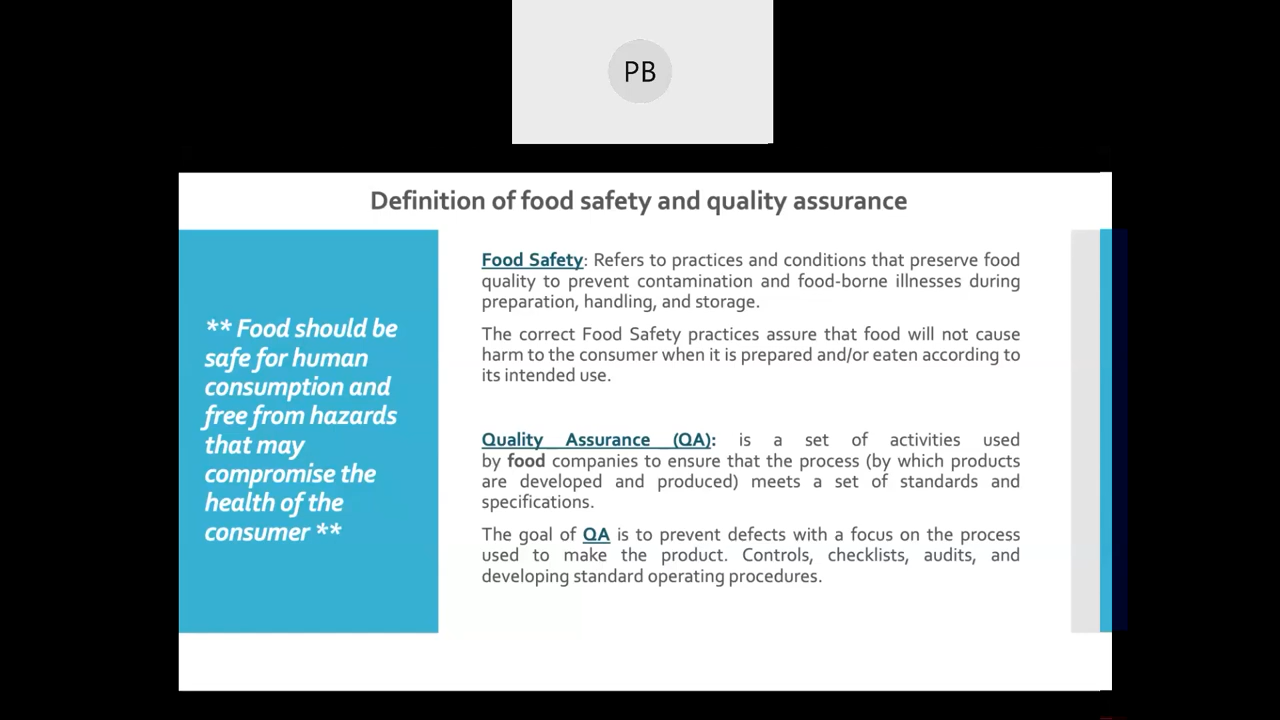 PB
Definition of food safety and quality assurance
** Food should be
safe for human
consumption and
free from hazards
that may
compromise the
health of the
consumer **
Food Safety: Refers to practices and conditions that preserve food
quality to prevent contamination and food-borne illnesses during
preparation, handling, and storage.
The correct Food Safety practices assure that food will not cause
harm to the consumer when it is prepared and/or eaten according to
its intended use.
Quality Assurance (QA): is a set of activities used
by food companies to ensure that the process (by which products
are developed and produced) meets a set of standards and
specifications.
The goal of QA is to prevent defects with a focus on the process
used to make the product. Controls, checklists, audits, and
developing standard operating procedures.